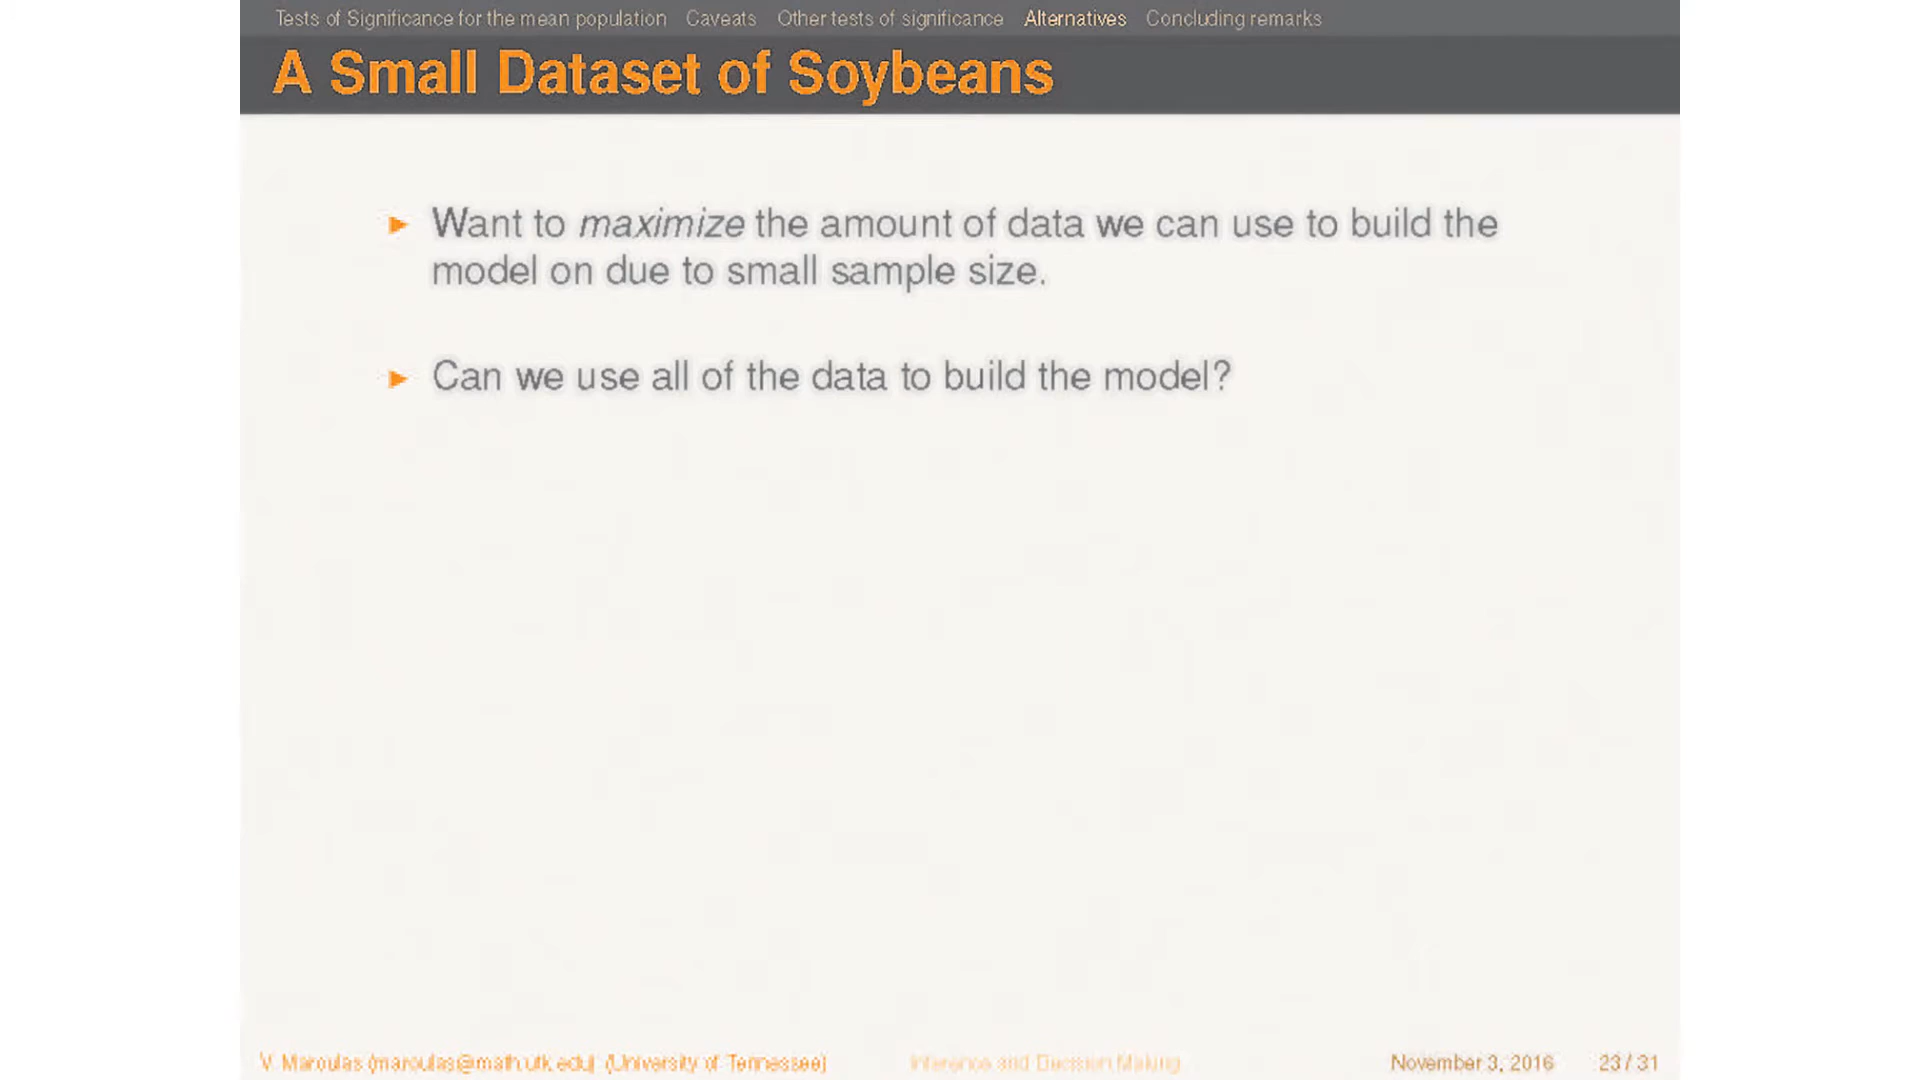 Tests of Significance for the mean population Caveats Other tests of significance Alternatives Concluding remarks
A Small Dataset of Soybeans
Want to maximize the amount of data we can use to build the
model on due to small sample size.
Can we use all of the data to build the model?
V. Maroulas (maroulas@math.utk.edu) (University of Tennessee) Inference and Decision Making November 3, 2016 23 / 31